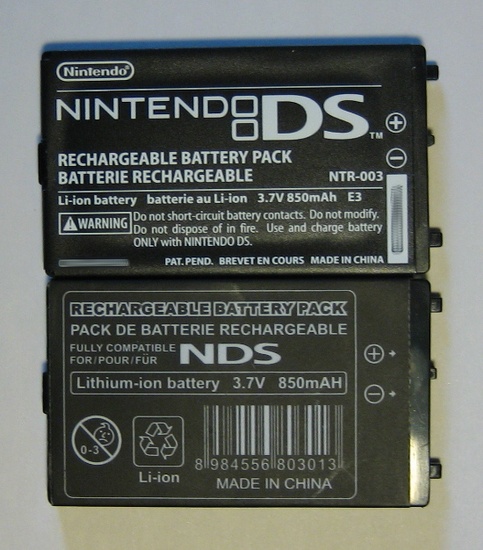 Nintendo®
NINTENDO DS™
RECHARGEABLE BATTERY PACK
BATTERIE RECHARGEABLE NTR-003
Li-ion battery batterie au Li-ion 3.7V 850mAh E3
WARNING Do not short-circuit battery contacts. Do not modify.
Do not dispose of in fire. Use and charge battery
ONLY with NINTENDO DS.
PAT. PEND. BREVET EN COURS MADE IN CHINA
+
−
RECHARGEABLE BATTERY PACK
PACK DE BATTERIE RECHARGEABLE
FULLY COMPATIBLE
FOR/POUR/FÜR NDS
Lithium-ion battery 3.7V 850mAH
+
−
0-3
Li-ion
8 984556 803013
MADE IN CHINA